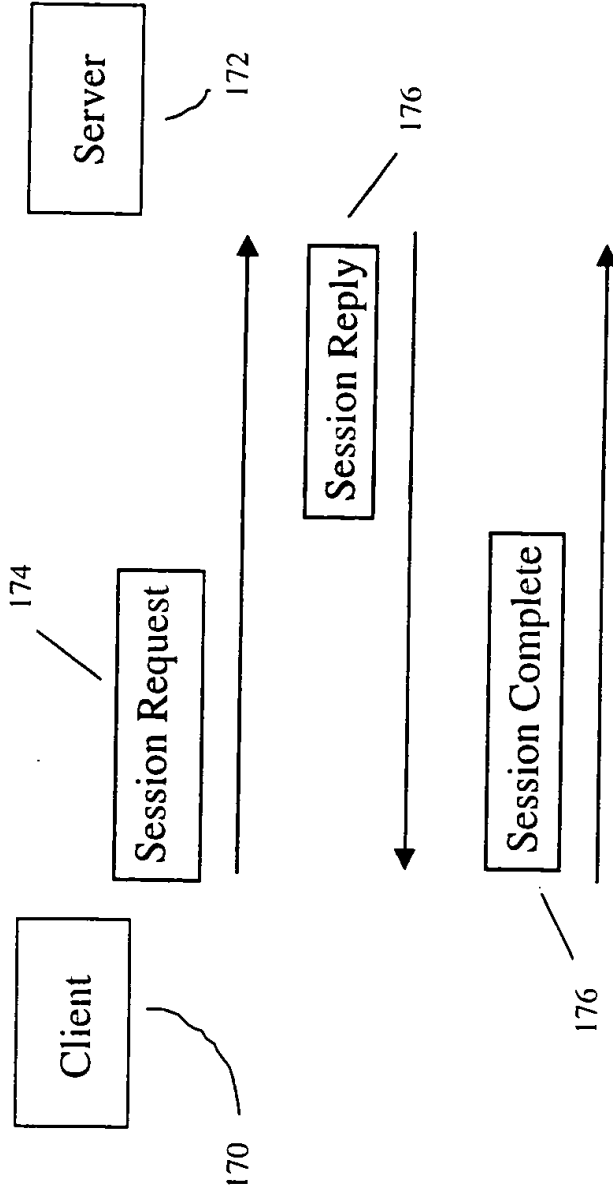 Client
Server
170
172
174
Session Request
176
Session Reply
Session Complete
176